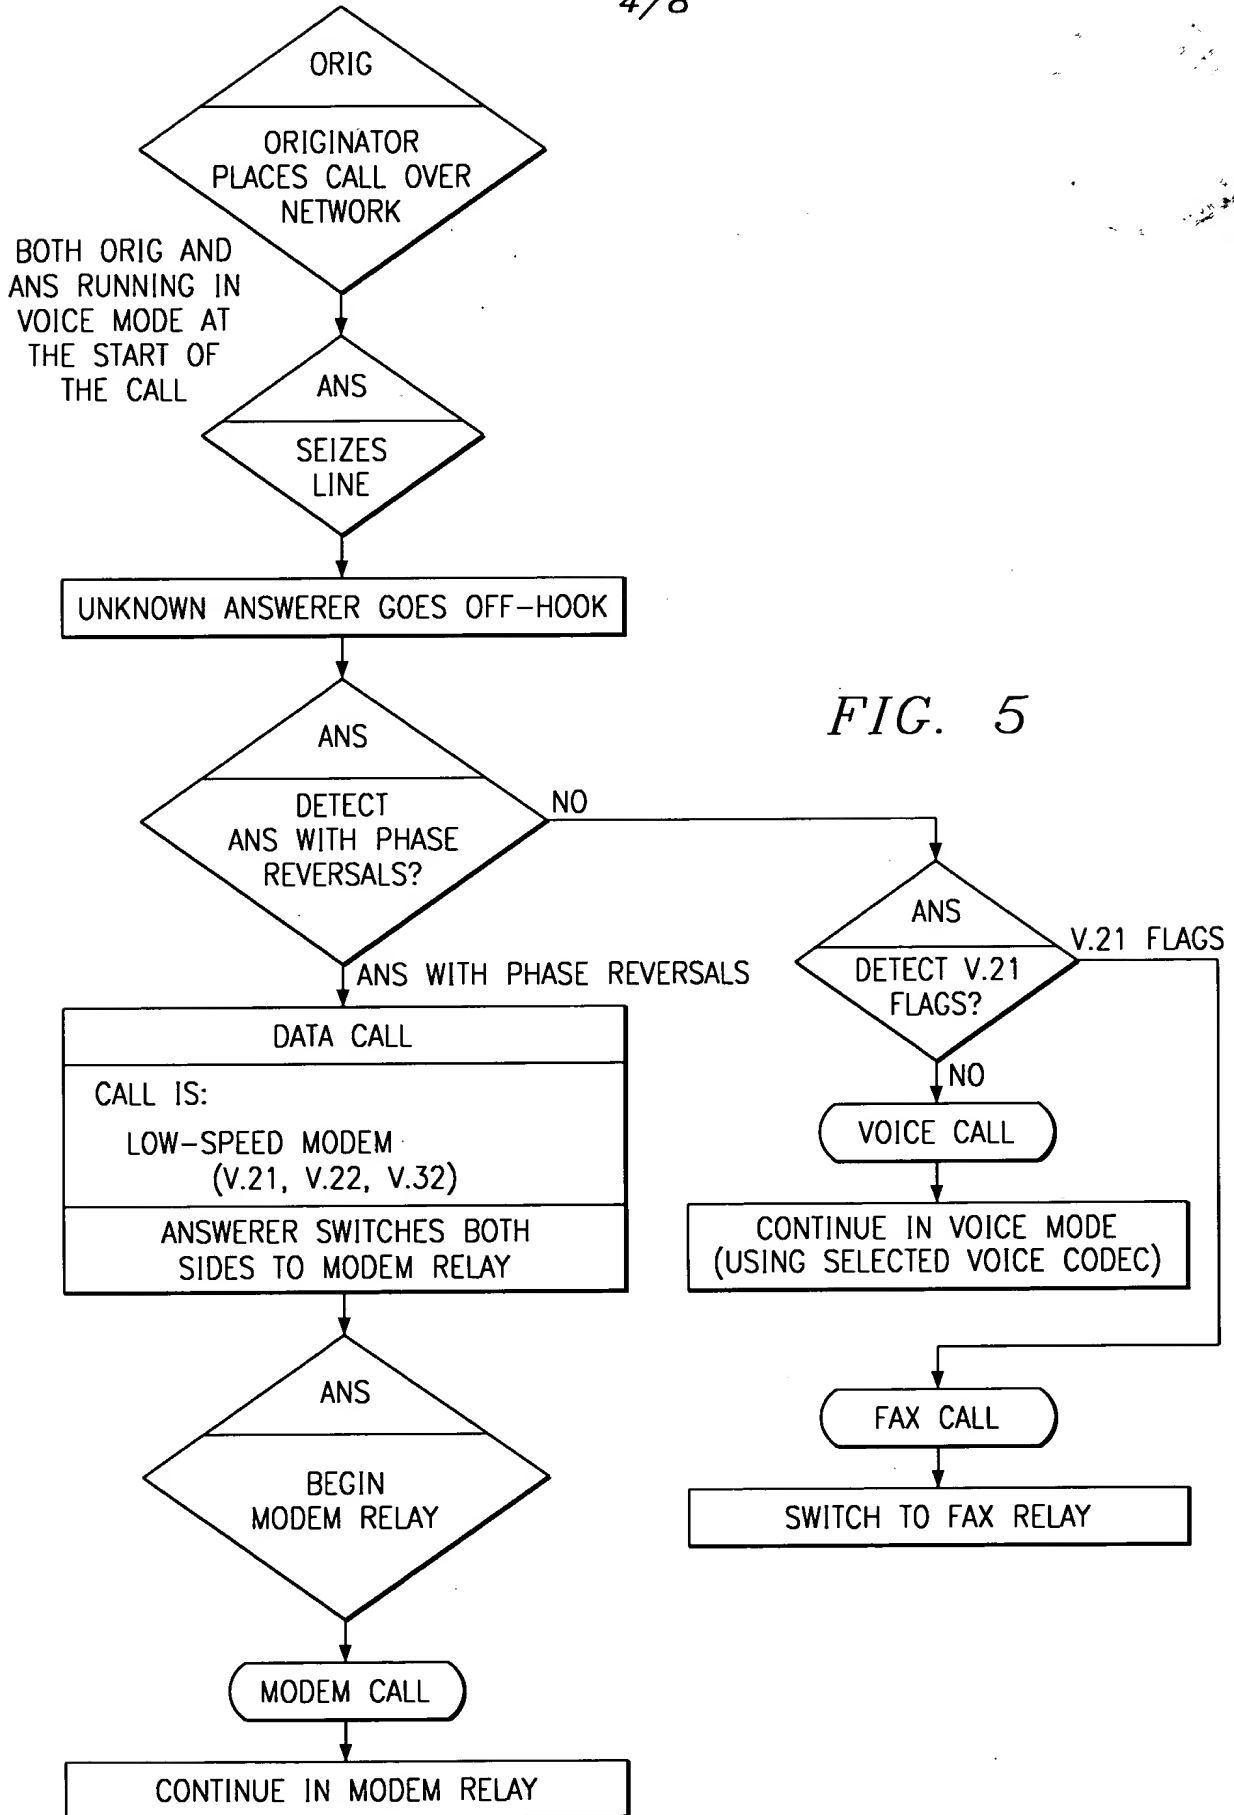 4/8
ORIG
ORIGINATOR
PLACES CALL OVER
NETWORK
BOTH ORIG AND
ANS RUNNING IN
VOICE MODE AT
THE START OF
THE CALL
ANS
SEIZES
LINE
UNKNOWN ANSWERER GOES OFF-HOOK
FIG. 5
ANS
DETECT
ANS WITH PHASE
REVERSALS?
NO
ANS WITH PHASE REVERSALS
ANS
DETECT V.21
FLAGS?
V.21 FLAGS
NO
DATA CALL
CALL IS:
LOW-SPEED MODEM
(V.21, V.22, V.32)
ANSWERER SWITCHES BOTH
SIDES TO MODEM RELAY
VOICE CALL
CONTINUE IN VOICE MODE
(USING SELECTED VOICE CODEC)
ANS
BEGIN
MODEM RELAY
FAX CALL
SWITCH TO FAX RELAY
MODEM CALL
CONTINUE IN MODEM RELAY